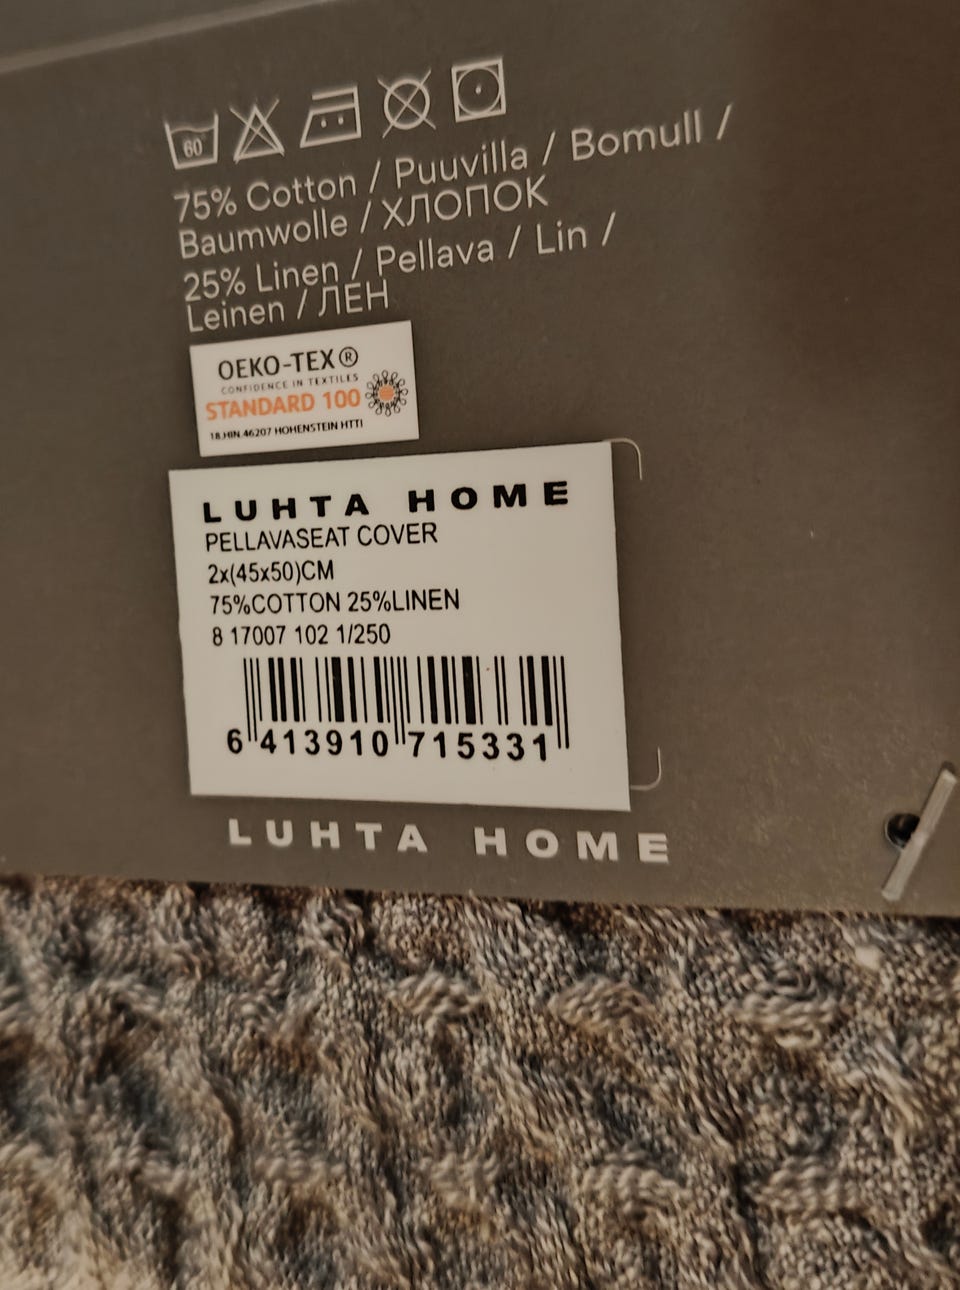 60
75% Cotton / Puuvilla / Bomull /
Baumwolle / ХЛОПОК
25% Linen / Pellava / Lin /
Leinen / ЛЕН
OEKO-TEX®
CONFIDENCE IN TEXTILES
STANDARD 100
18.HIN.46207 HOHENSTEIN HTTI
LUHTA HOME
PELLAVASEAT COVER
2x(45x50)CM
75%COTTON 25%LINEN
8 17007 102 1/250
6 413910 715331
LUHTA HOME